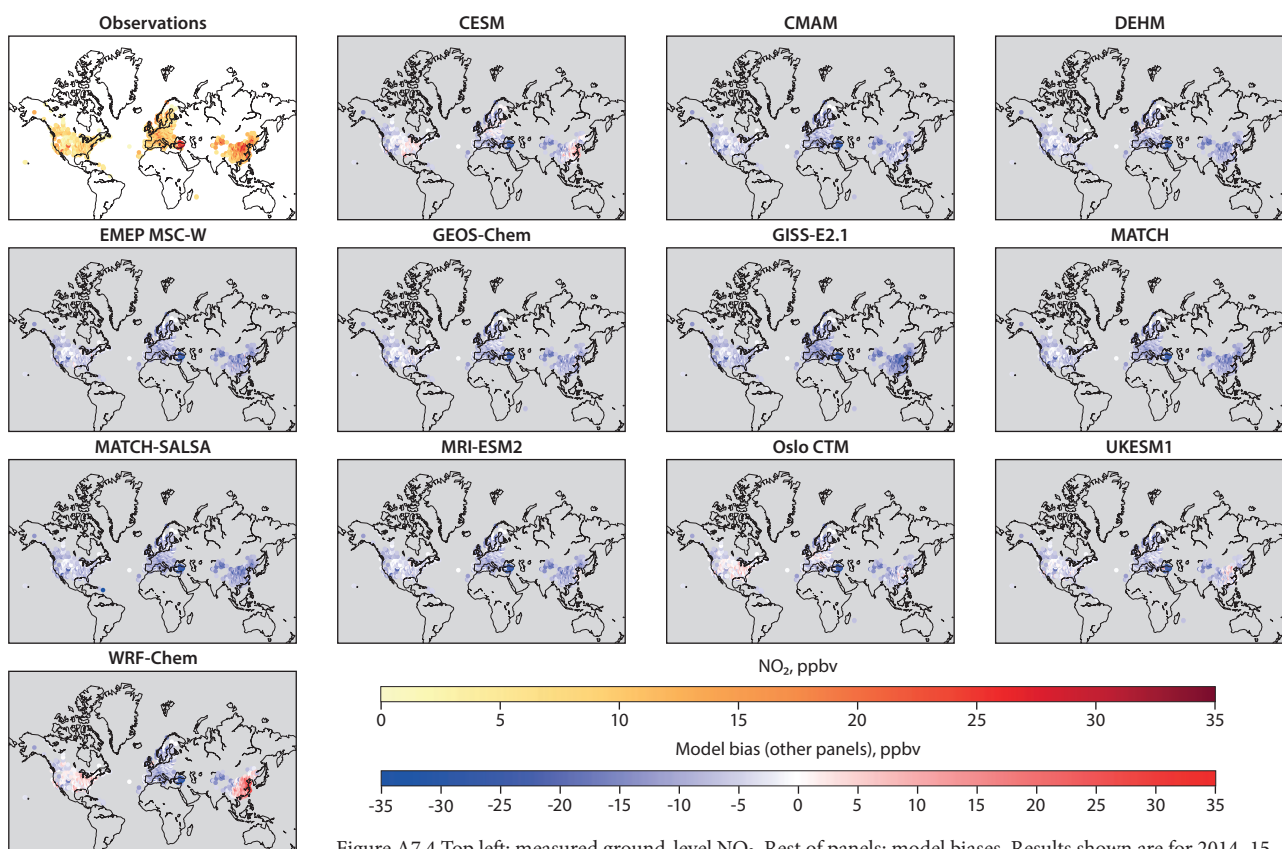 Observations
CESM
CMAM
DEHM
EMEP MSC-W
GEOS-Chem
GISS-E2.1
MATCH
MATCH-SALSA
MRI-ESM2
Oslo CTM
UKESM1
WRF-Chem
NO₂, ppbv
0 5 10 15 20 25 30 35
Model bias (other panels), ppbv
-35 -30 -25 -20 -15 -10 -5 0 5 10 15 20 25 30 35
Figure A7.4 Top left: measured ground-level NO₂. Rest of panels: model biases. Results shown are for 2014–15